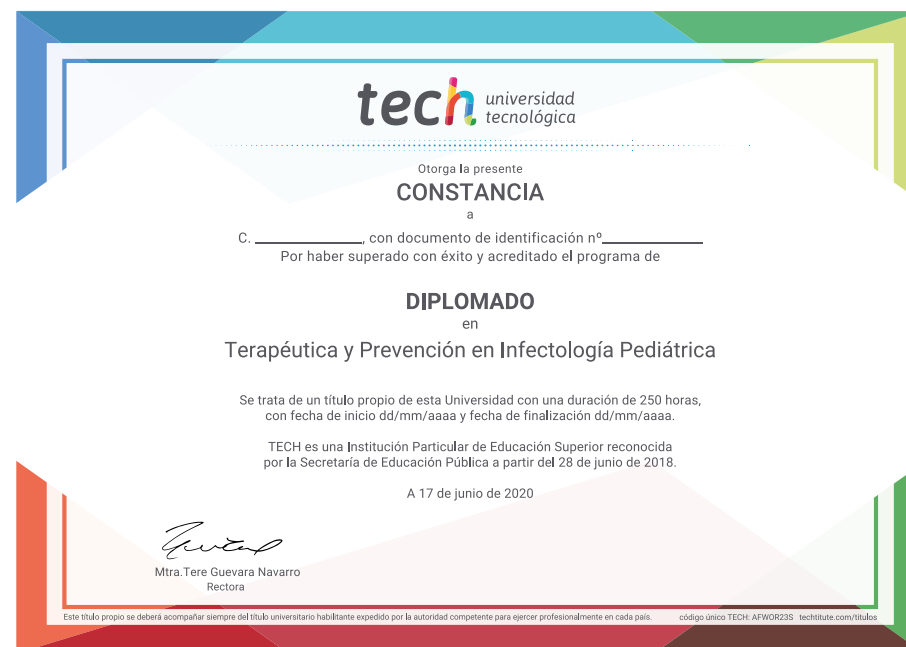 tech universidad
tecnológica
Otorga la presente
CONSTANCIA
a
C. ____________, con documento de identificación nº____________
Por haber superado con éxito y acreditado el programa de
DIPLOMADO
en
Terapéutica y Prevención en Infectología Pediátrica
Se trata de un título propio de esta Universidad con una duración de 250 horas,
con fecha de inicio dd/mm/aaaa y fecha de finalización dd/mm/aaaa.
TECH es una Institución Particular de Educación Superior reconocida
por la Secretaría de Educación Pública a partir del 28 de junio de 2018.
A 17 de junio de 2020
Mtra.Tere Guevara Navarro
Rectora
Este título propio se deberá acompañar siempre del título universitario habilitante expedido por la autoridad competente para ejercer profesionalmente en cada país. código único TECH: AFWOR23S techtitute.com/titulos